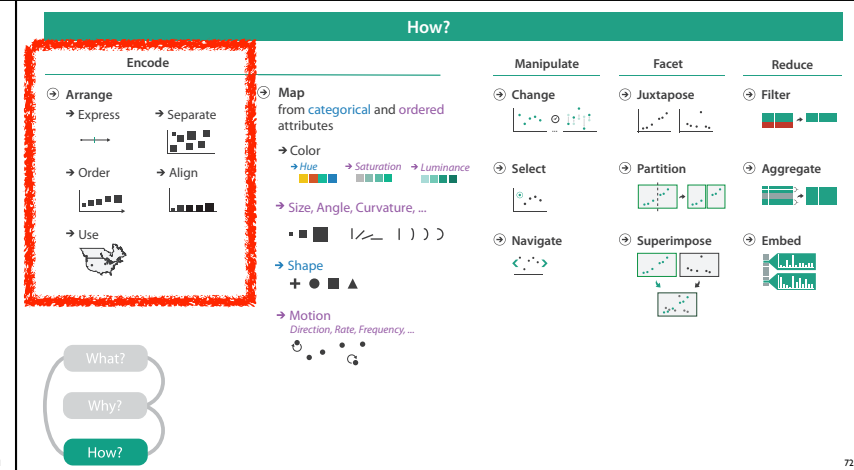 How?
Encode
Manipulate
Facet
Reduce
Arrange
Express
Separate
Order
Align
Use
Map
from categorical and ordered
attributes
Color
Hue
Saturation
Luminance
Size, Angle, Curvature, ...
Shape
Motion
Direction, Rate, Frequency, ...
Change
...
Select
Navigate
Juxtapose
Partition
Superimpose
Filter
Aggregate
Embed
What?
Why?
How?
72